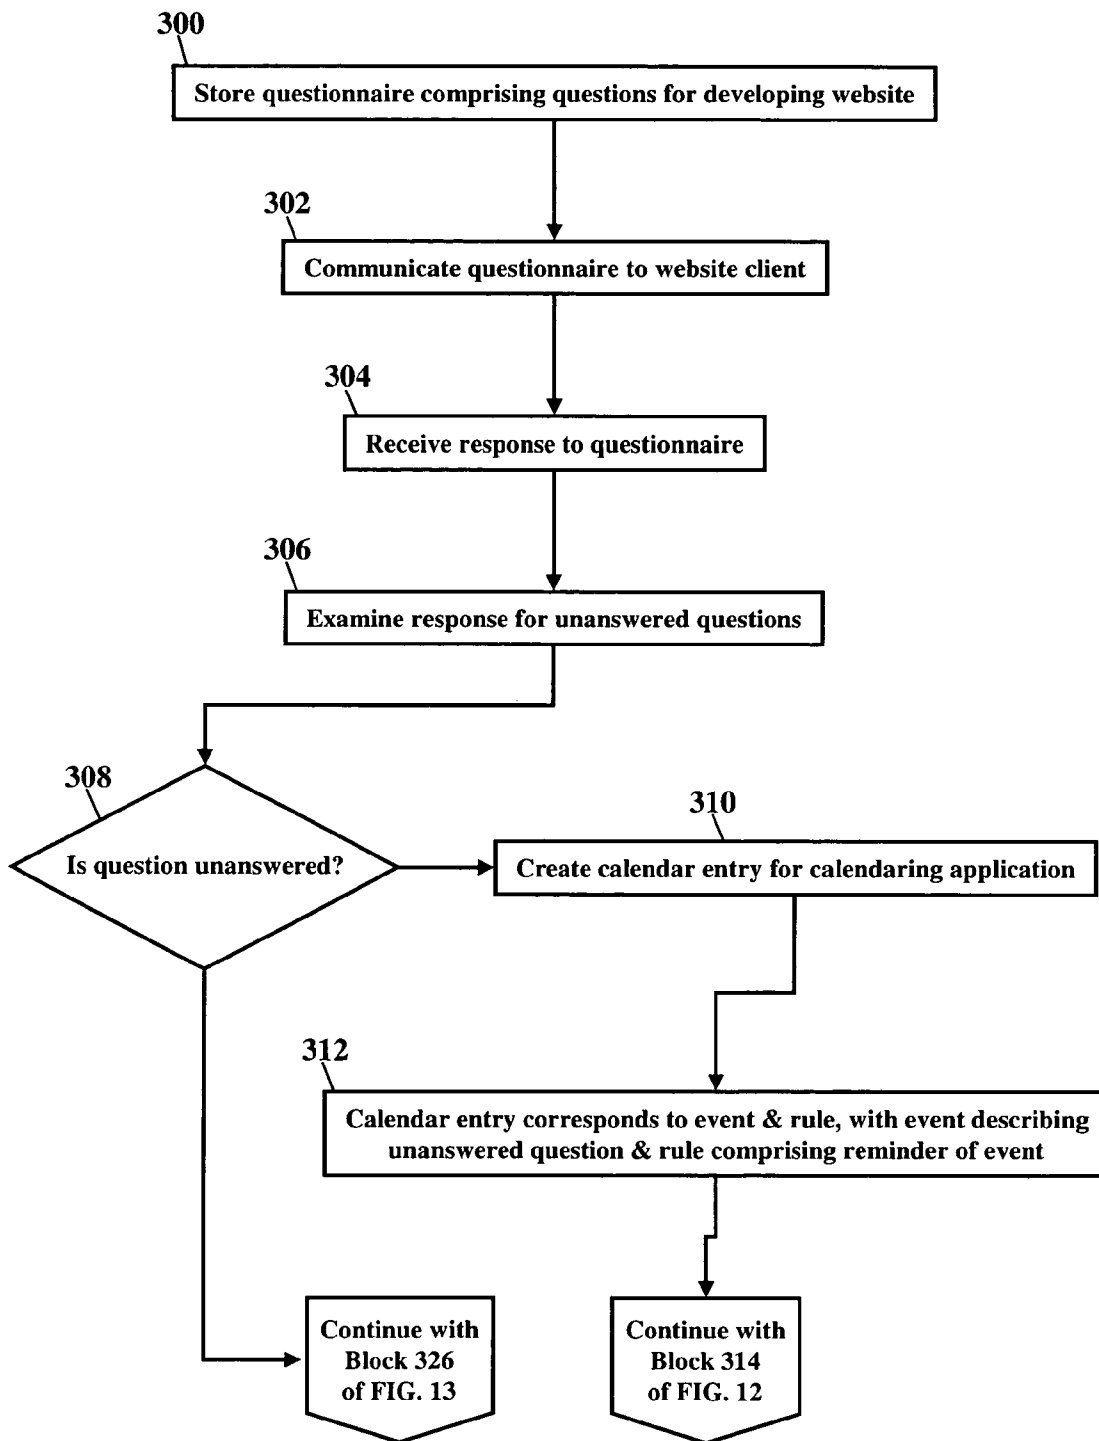 300
Store questionnaire comprising questions for developing website
302
Communicate questionnaire to website client
304
Receive response to questionnaire
306
Examine response for unanswered questions
308
Is question unanswered?
310
Create calendar entry for calendaring application
312
Calendar entry corresponds to event & rule, with event describing
unanswered question & rule comprising reminder of event
Continue with
Block 326
of FIG. 13
Continue with
Block 314
of FIG. 12